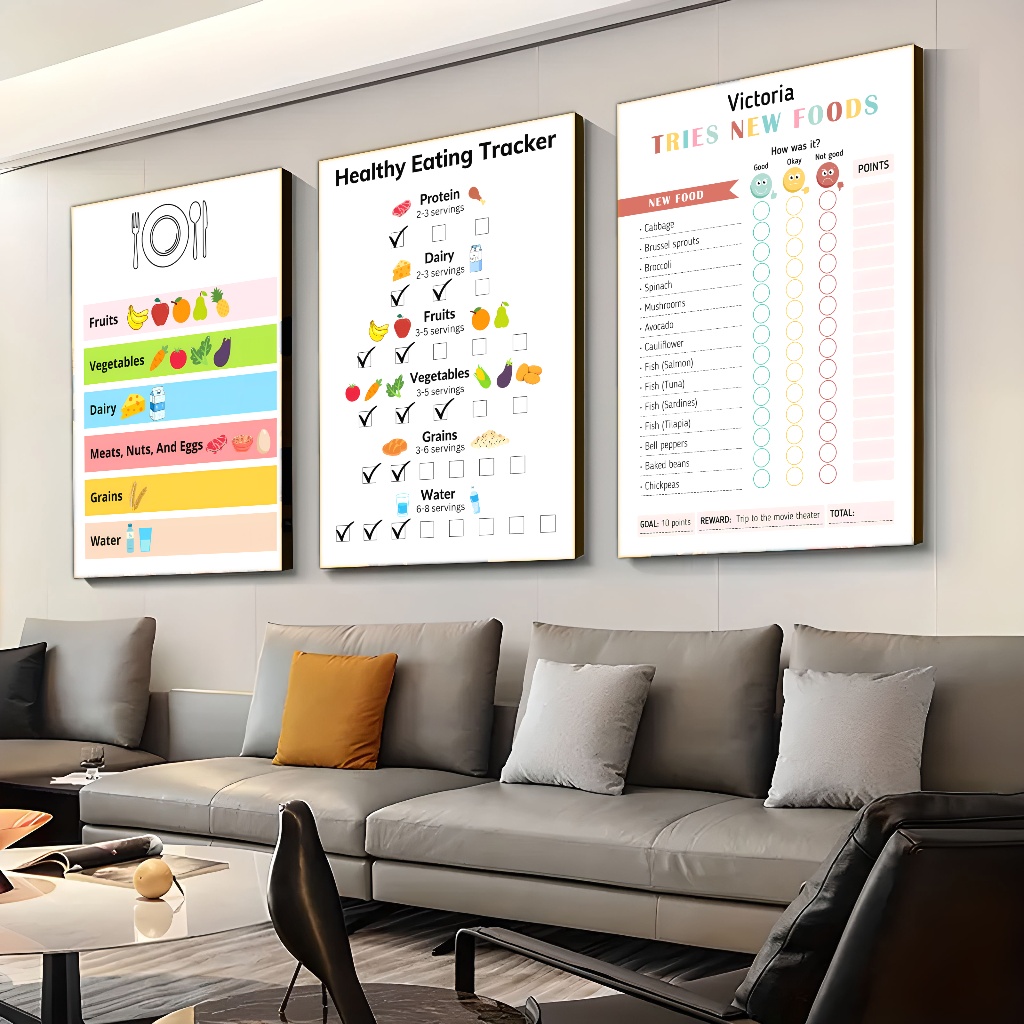 Fruits
Vegetables
Dairy
Meats, Nuts, And Eggs
Grains
Water
Healthy Eating Tracker
Protein
2-3 servings
Dairy
2-3 servings
Fruits
3-5 servings
Vegetables
3-5 servings
Grains
3-6 servings
Water
6-8 servings
Victoria
TRIES NEW FOODS
How was it?
Good Okay Not good
POINTS
NEW FOOD
· Cabbage
· Brussel sprouts
· Broccoli
· Spinach
· Mushrooms
· Avocado
· Cauliflower
· Fish (Salmon)
· Fish (Tuna)
· Fish (Sardines)
· Fish (Tilapia)
· Bell peppers
· Baked beans
· Chickpeas
GOAL: 10 points REWARD: Trip to the movie theater TOTAL: